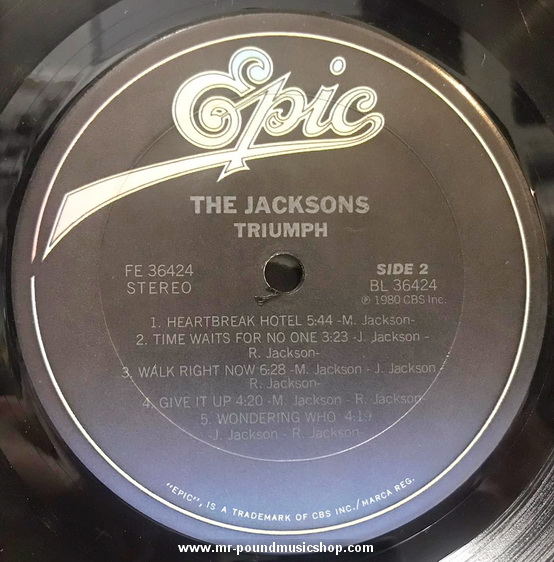 Epic
THE JACKSONS
TRIUMPH
FE 36424
STEREO
SIDE 2
BL 36424
℗ 1980 CBS Inc.
1. HEARTBREAK HOTEL 5:44 -M. Jackson-
2. TIME WAITS FOR NO ONE 3:23 -J. Jackson -
R. Jackson-
3. WALK RIGHT NOW 6:28 -M. Jackson - J. Jackson -
R. Jackson-
4. GIVE IT UP 4:20 -M. Jackson - R. Jackson-
5. WONDERING WHO 4:19
-J. Jackson - R. Jackson-
"EPIC", IS A TRADEMARK OF CBS INC./MARCA REG.
www.mr-poundmusicshop.com